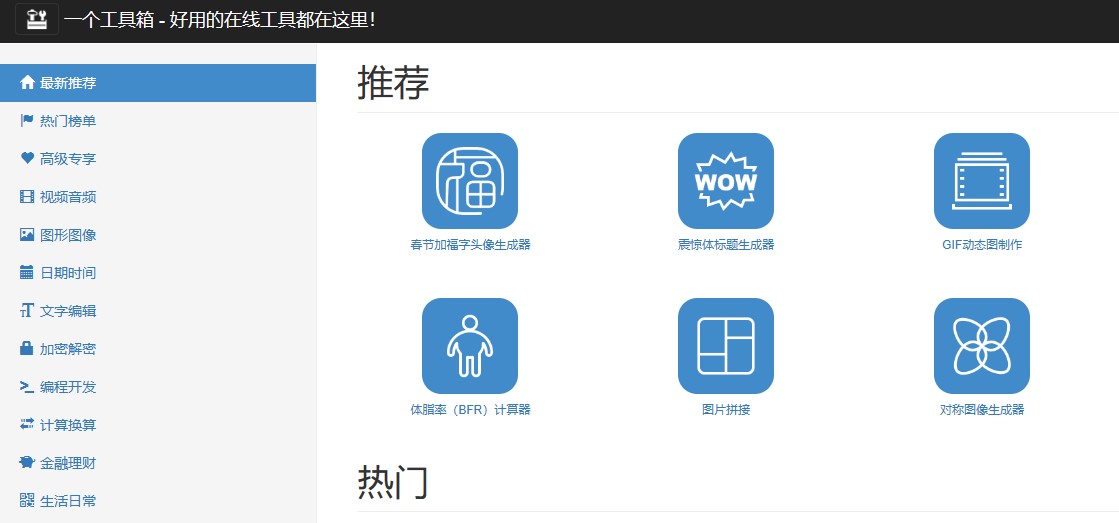 一个工具箱 - 好用的在线工具都在这里！
最新推荐
热门榜单
高级专享
视频音频
图形图像
日期时间
文字编辑
加密解密
编程开发
计算换算
金融理财
生活日常
推荐
福
春节加福字头像生成器
WOW
震惊体标题生成器
GIF动态图制作
体脂率（BFR）计算器
图片拼接
对称图像生成器
热门